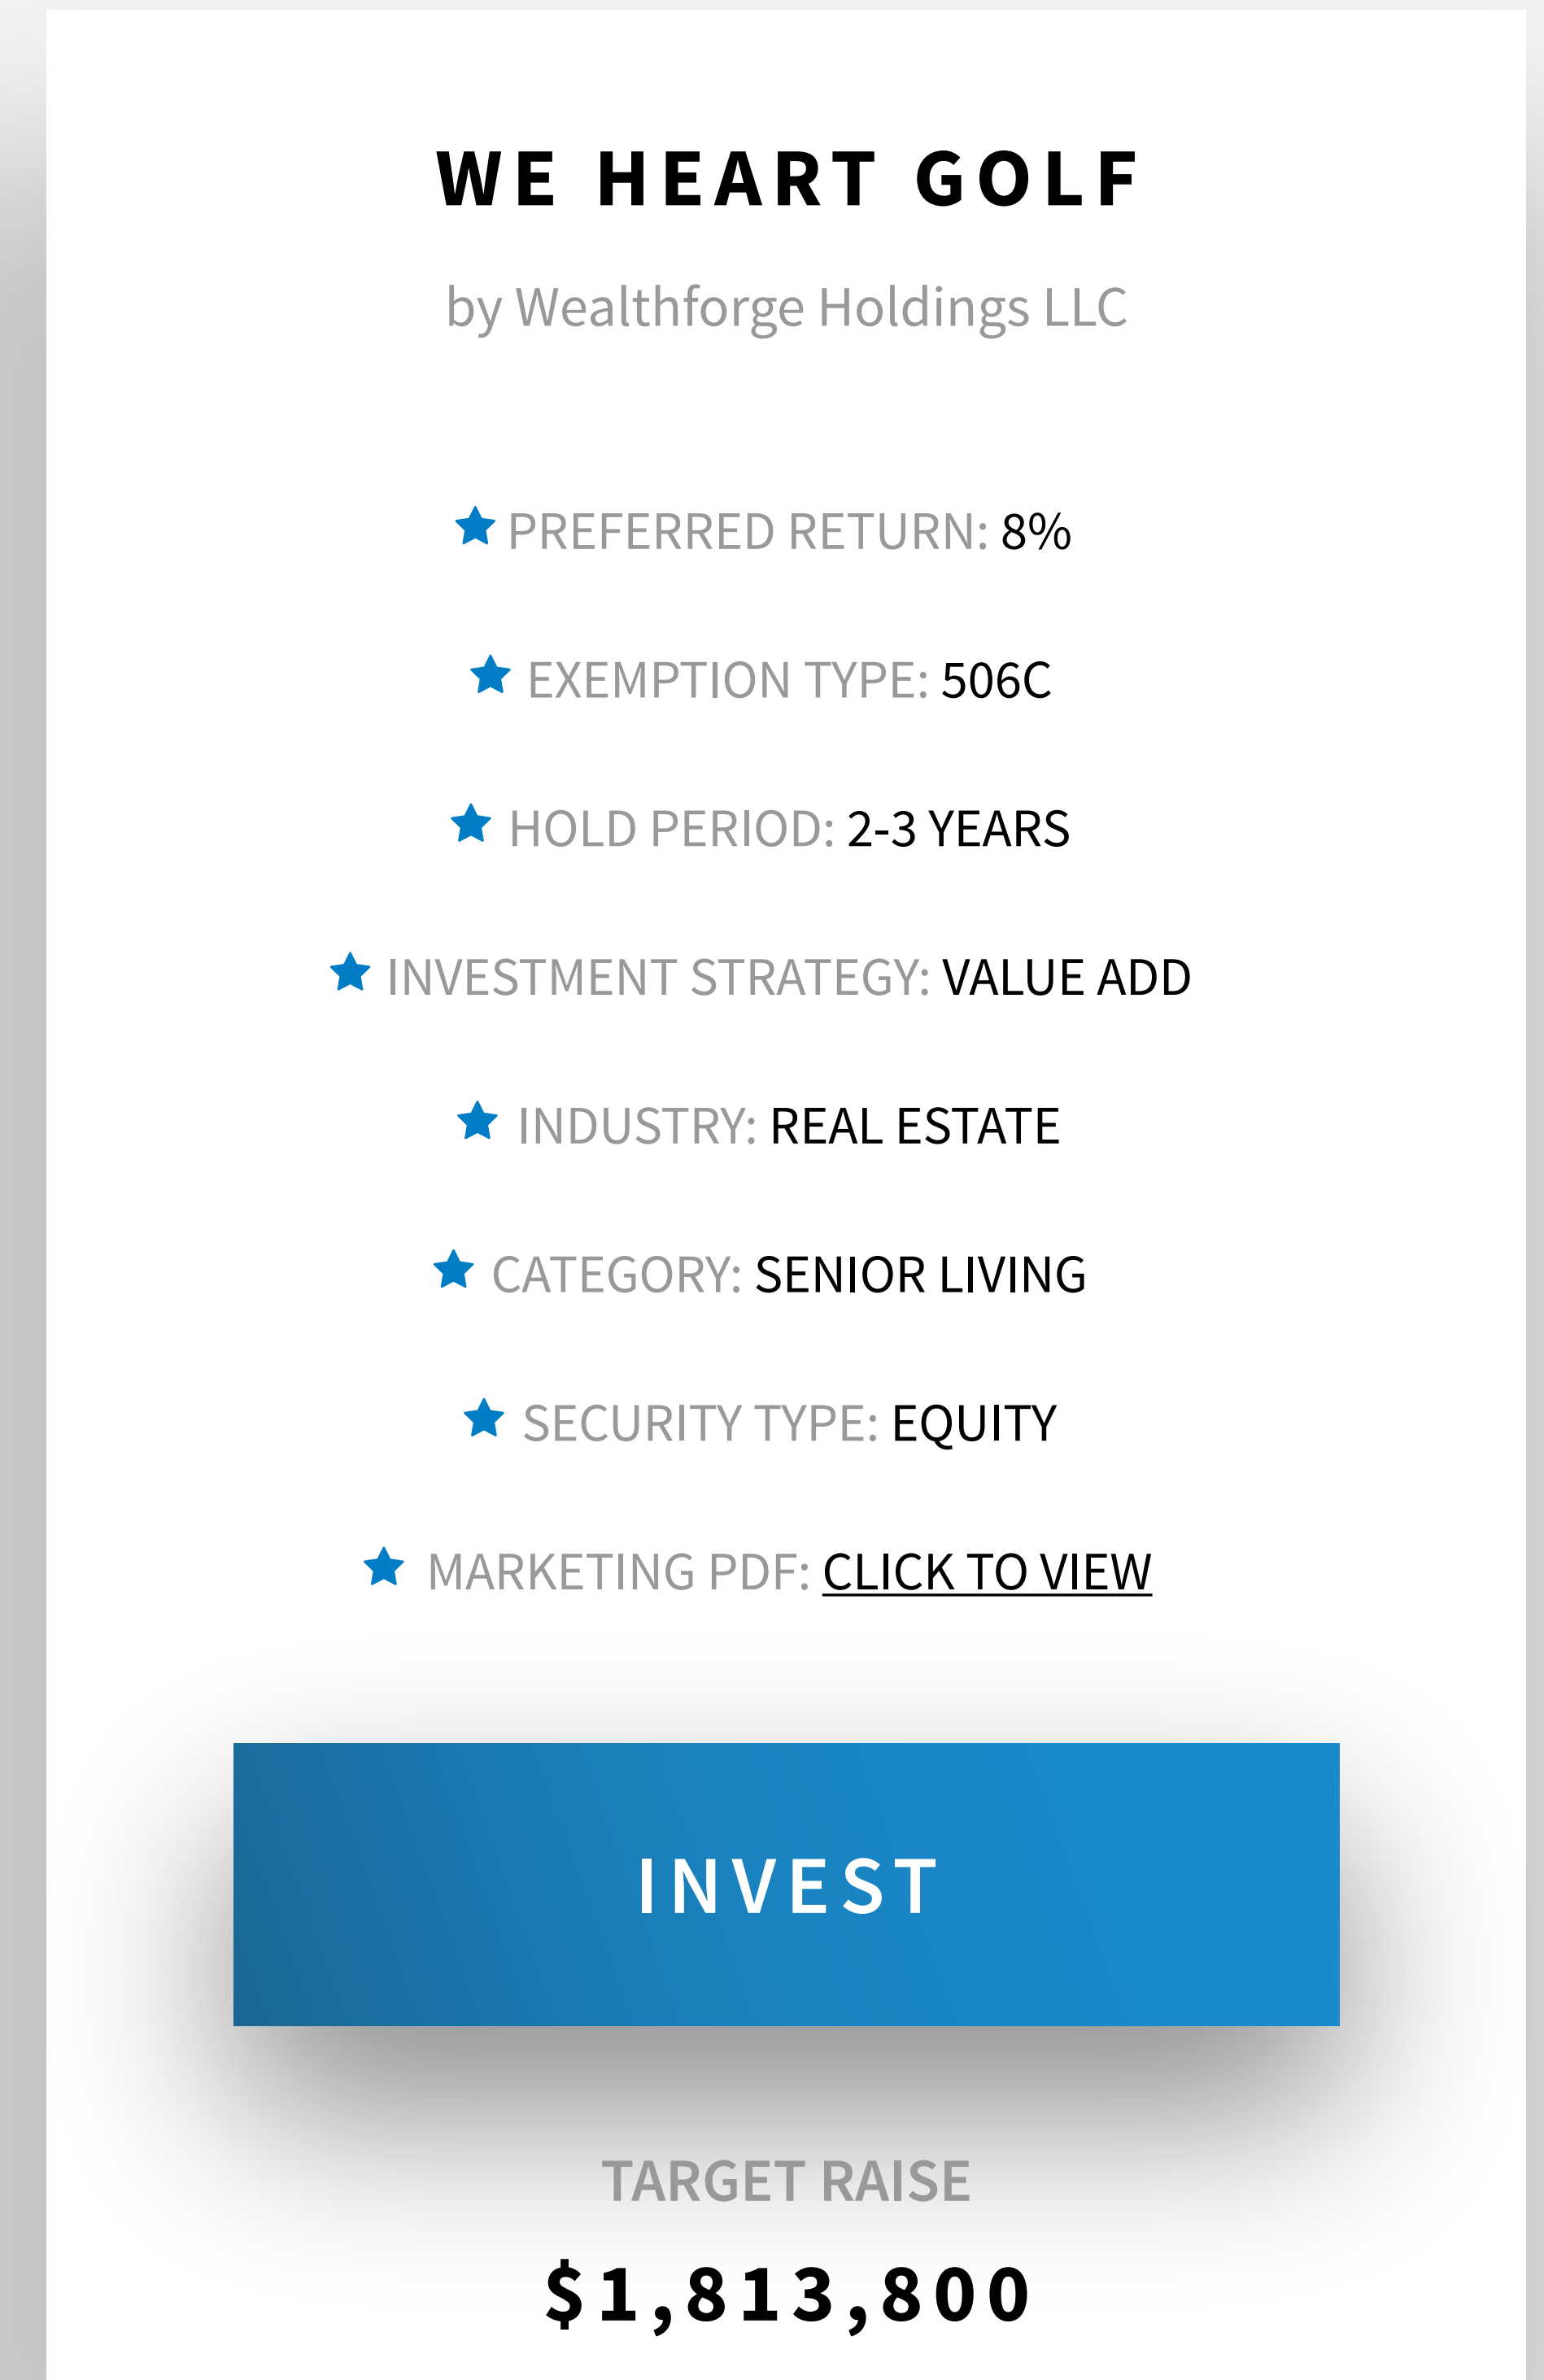 WE HEART GOLF
by Wealthforge Holdings LLC
PREFERRED RETURN: 8%
EXEMPTION TYPE: 506C
HOLD PERIOD: 2-3 YEARS
INVESTMENT STRATEGY: VALUE ADD
INDUSTRY: REAL ESTATE
CATEGORY: SENIOR LIVING
SECURITY TYPE: EQUITY
MARKETING PDF: CLICK TO VIEW
INVEST
TARGET RAISE
$1,813,800